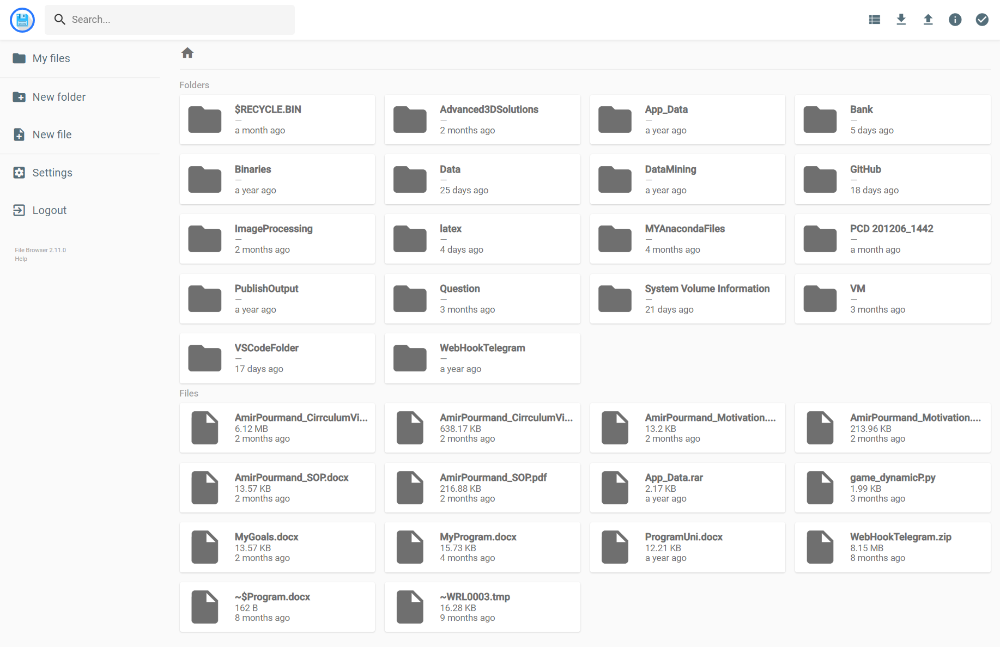 Search...
My files
New folder
New file
Settings
Logout
File Browser 2.11.0
Help
Folders
$RECYCLE.BIN
—
a month ago
Advanced3DSolutions
—
2 months ago
App_Data
—
a year ago
Bank
—
5 days ago
Binaries
—
a year ago
Data
—
25 days ago
DataMining
—
a year ago
GitHub
—
18 days ago
ImageProcessing
—
2 months ago
latex
—
4 days ago
MYAnacondaFiles
—
4 months ago
PCD 201206_1442
—
a month ago
PublishOutput
—
a year ago
Question
—
3 months ago
System Volume Information
—
21 days ago
VM
—
3 months ago
VSCodeFolder
—
17 days ago
WebHookTelegram
—
a year ago
Files
AmirPourmand_CirrculumVi...
6.12 MB
2 months ago
AmirPourmand_CirrculumVi...
638.17 KB
2 months ago
AmirPourmand_Motivation....
13.2 KB
2 months ago
AmirPourmand_Motivation....
213.96 KB
2 months ago
AmirPourmand_SOP.docx
13.57 KB
2 months ago
AmirPourmand_SOP.pdf
216.88 KB
2 months ago
App_Data.rar
2.17 KB
a year ago
game_dynamicP.py
1.99 KB
3 months ago
MyGoals.docx
13.57 KB
2 months ago
MyProgram.docx
15.73 KB
4 months ago
ProgramUni.docx
12.21 KB
a year ago
WebHookTelegram.zip
8.15 MB
8 months ago
~$Program.docx
162 B
8 months ago
~WRL0003.tmp
16.28 KB
9 months ago